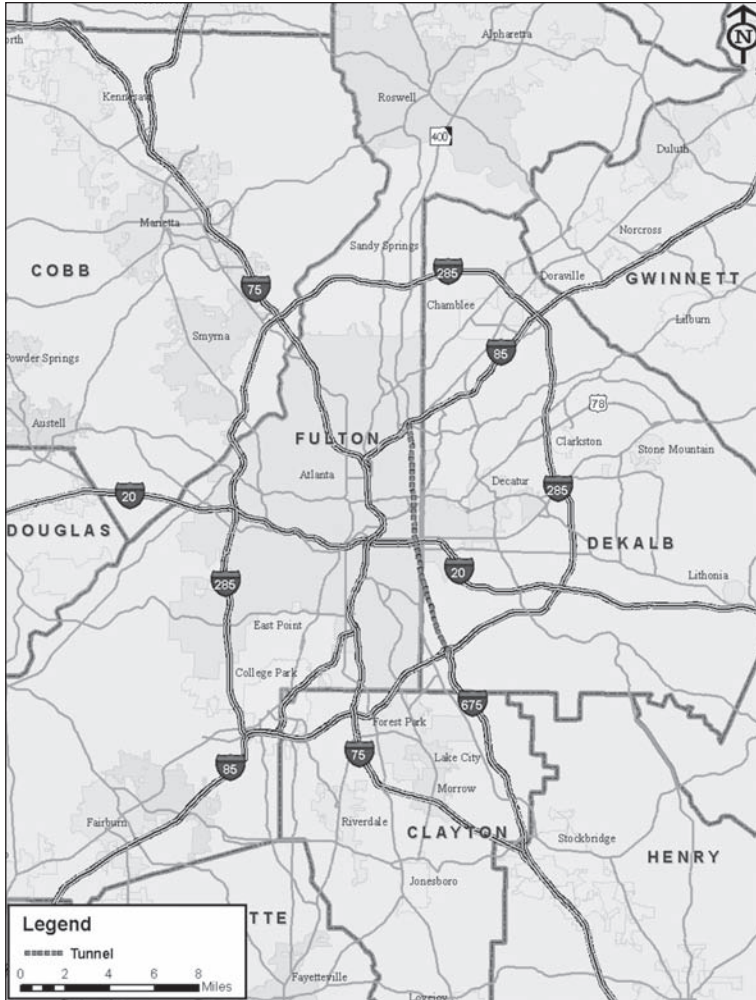 N
orth
Alpharetta
Kennesaw
Roswell
400
Duluth
Marietta
Norcross
Sandy Springs
COBB
285
Doraville
GWINNETT
75
Chamblee
Lilburn
Smyrna
85
Powder Springs
78
Austell
FULTON
Clarkston
Stone Mountain
Atlanta
Decatur
20
285
DOUGLAS
DEKALB
20
285
Lithonia
East Point
College Park
675
Forest Park
75
85
Lake City
Morrow
Fairburn
Riverdale
CLAYTON
Stockbridge
HENRY
Jonesboro
Legend
TTE
Tunnel
0 2 4 6 8
Miles
Fayetteville
Lovejoy